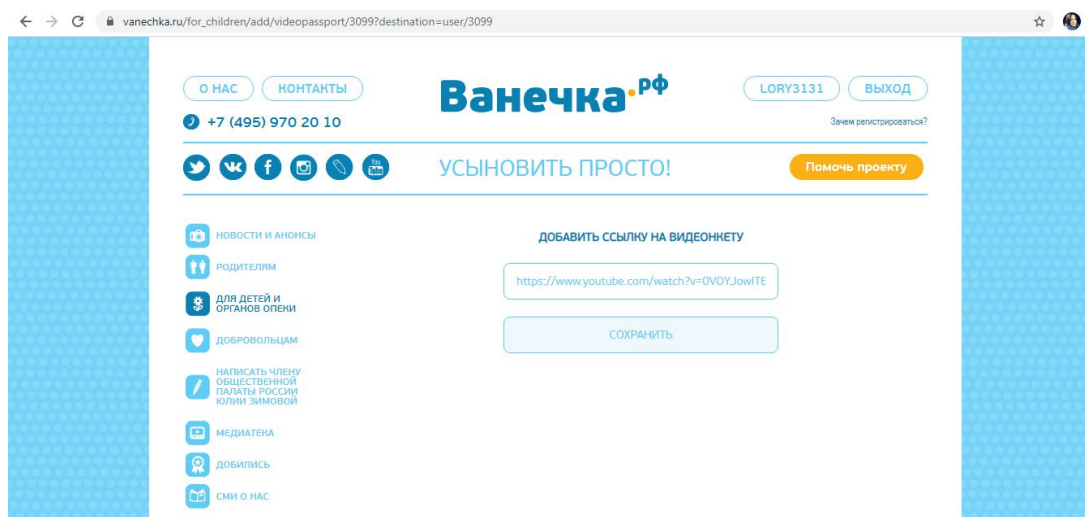 vanechka.ru/for_children/add/videopassport/3099?destination=user/3099
О НАС
КОНТАКТЫ
Ванечка.РФ
LORY3131
ВЫХОД
+7 (495) 970 20 10
Зачем регистрироваться?
You
Tube
УСЫНОВИТЬ ПРОСТО!
Помочь проекту
НОВОСТИ И АНОНСЫ
РОДИТЕЛЯМ
ДЛЯ ДЕТЕЙ И
ОРГАНОВ ОПЕКИ
ДОБРОВОЛЬЦАМ
НАПИСАТЬ ЧЛЕНУ
ОБЩЕСТВЕННОЙ
ПАЛАТЫ РОССИИ
ЮЛИИ ЗИМОВОЙ
МЕДИАТЕКА
ДОБИЛИСЬ
СМИ О НАС
ДОБАВИТЬ ССЫЛКУ НА ВИДЕОНКЕТУ
https://www.youtube.com/watch?v=0VOYJowITE
СОХРАНИТЬ